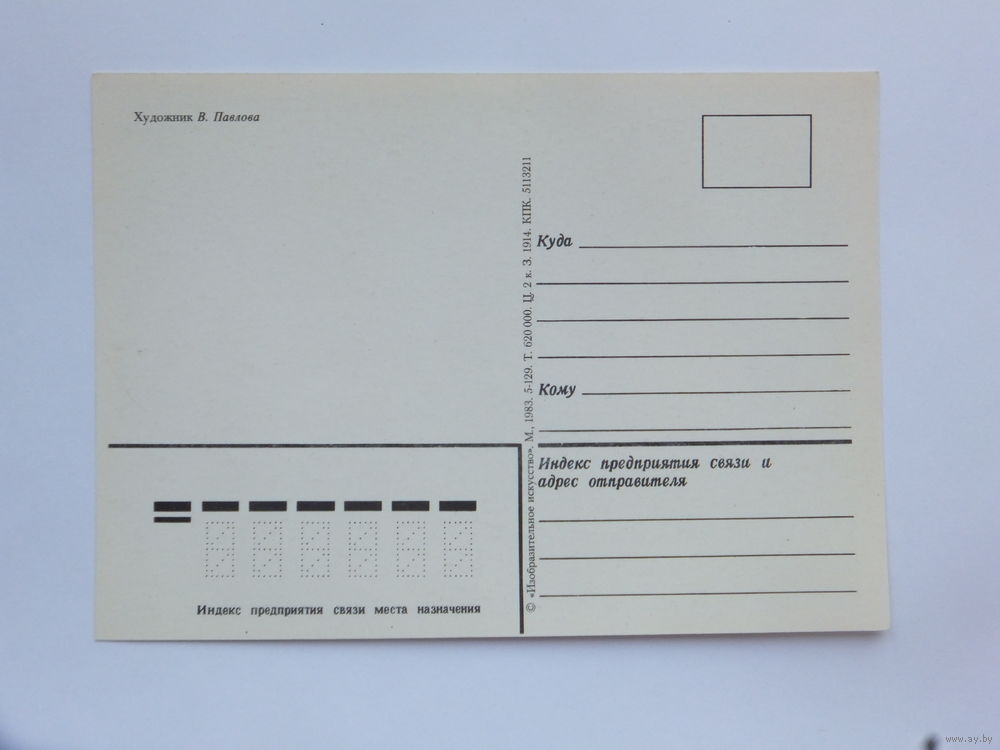 Художник В. Павлова
© «Изобразительное искусство». М., 1983. 5-129. Т. 620 000. Ц. 2 к. З. 1914. КПК. 5113211
Куда
Кому
Индекс предприятия связи и
адрес отправителя
Индекс предприятия связи места назначения
www.ay.by